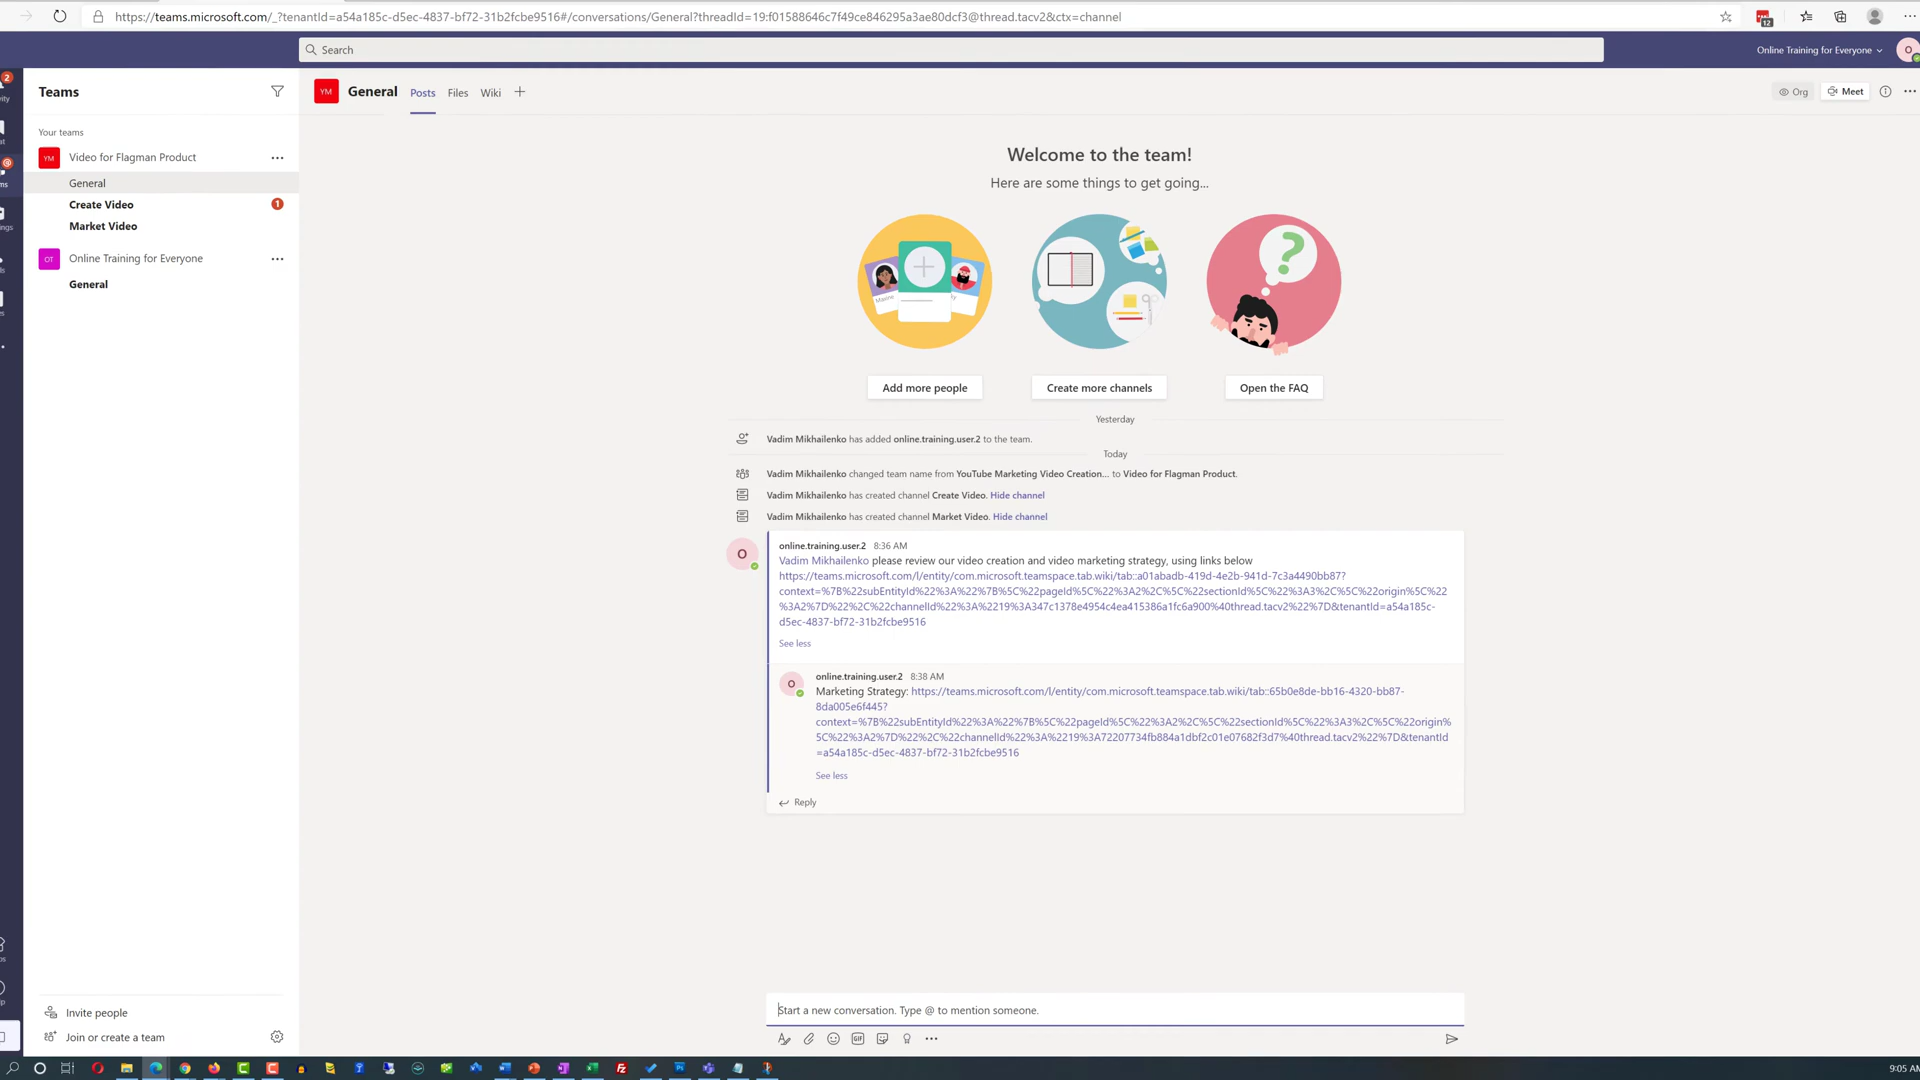 https://teams.microsoft.com/_?tenantId=a54a185c-d5ec-4837-bf72-31b2fcbe9516#/conversations/General?threadId=19:f01588646c7f49ce846295a3ae80dcf3@thread.tacv2&ctx=channel
12
Search
Online Training for Everyone
O
2
Teams
YM
General
Posts
Files
Wiki
Org
Meet
Your teams
YM
Video for Flagman Product
General
Create Video
1
Market Video
OT
Online Training for Everyone
General
Welcome to the team!
Here are some things to get going...
Maxine
Add more people
Create more channels
Open the FAQ
Yesterday
Vadim Mikhailenko has added online.training.user.2 to the team.
Today
Vadim Mikhailenko changed team name from YouTube Marketing Video Creation... to Video for Flagman Product.
Vadim Mikhailenko has created channel Create Video. Hide channel
Vadim Mikhailenko has created channel Market Video. Hide channel
O
online.training.user.2 8:36 AM
Vadim Mikhailenko please review our video creation and video marketing strategy, using links below
https://teams.microsoft.com/l/entity/com.microsoft.teamspace.tab.wiki/tab::a01abadb-419d-4e2b-941d-7c3a4490bb87?
context=%7B%22subEntityId%22%3A%22%7B%5C%22pageId%5C%22%3A2%2C%5C%22sectionId%5C%22%3A3%2C%5C%22origin%5C%22
%3A2%7D%22%2C%22channelId%22%3A%2219%3A347c1378e4954c4ea415386a1fc6a900%40thread.tacv2%22%7D&tenantId=a54a185c-
d5ec-4837-bf72-31b2fcbe9516
See less
O
online.training.user.2 8:38 AM
Marketing Strategy: https://teams.microsoft.com/l/entity/com.microsoft.teamspace.tab.wiki/tab::65b0e8de-bb16-4320-bb87-
8da005e6f445?
context=%7B%22subEntityId%22%3A%22%7B%5C%22pageId%5C%22%3A2%2C%5C%22sectionId%5C%22%3A3%2C%5C%22origin%
5C%22%3A2%7D%22%2C%22channelId%22%3A%2219%3A72207734fb884a1dbf2c01e07682f3d7%40thread.tacv2%22%7D&tenantId
=a54a185c-d5ec-4837-bf72-31b2fcbe9516
See less
Reply
Start a new conversation. Type @ to mention someone.
GIF
Invite people
Join or create a team
9:05 AM